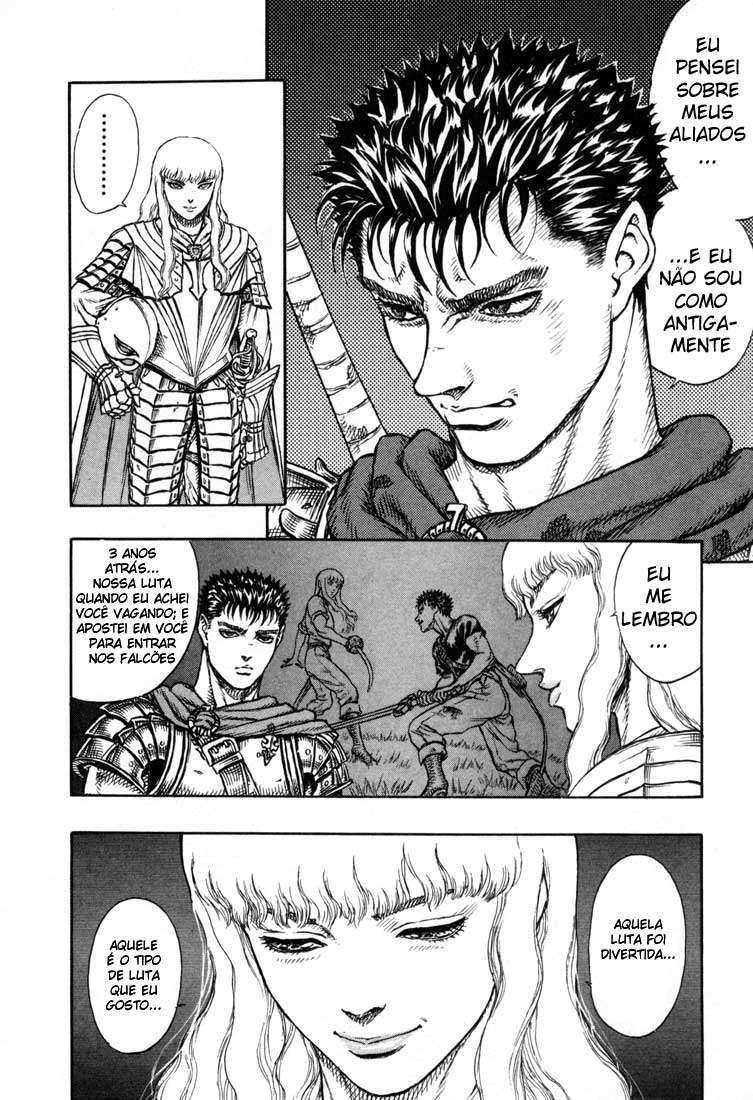 EU
PENSEI
SOBRE
MEUS
ALIADOS
...
...E EU
NÃO SOU
COMO
ANTIGA-
MENTE
........
EU
ME
LEMBRO
...
3 ANOS
ATRÁS...
NOSSA LUTA
QUANDO EU ACHEI
VOCÊ VAGANDO; E
APOSTEI EM VOCÊ
PARA ENTRAR
NOS FALCÕES
AQUELA
LUTA FOI
DIVERTIDA...
AQUELE
É O TIPO
DE LUTA
QUE EU
GOSTO...